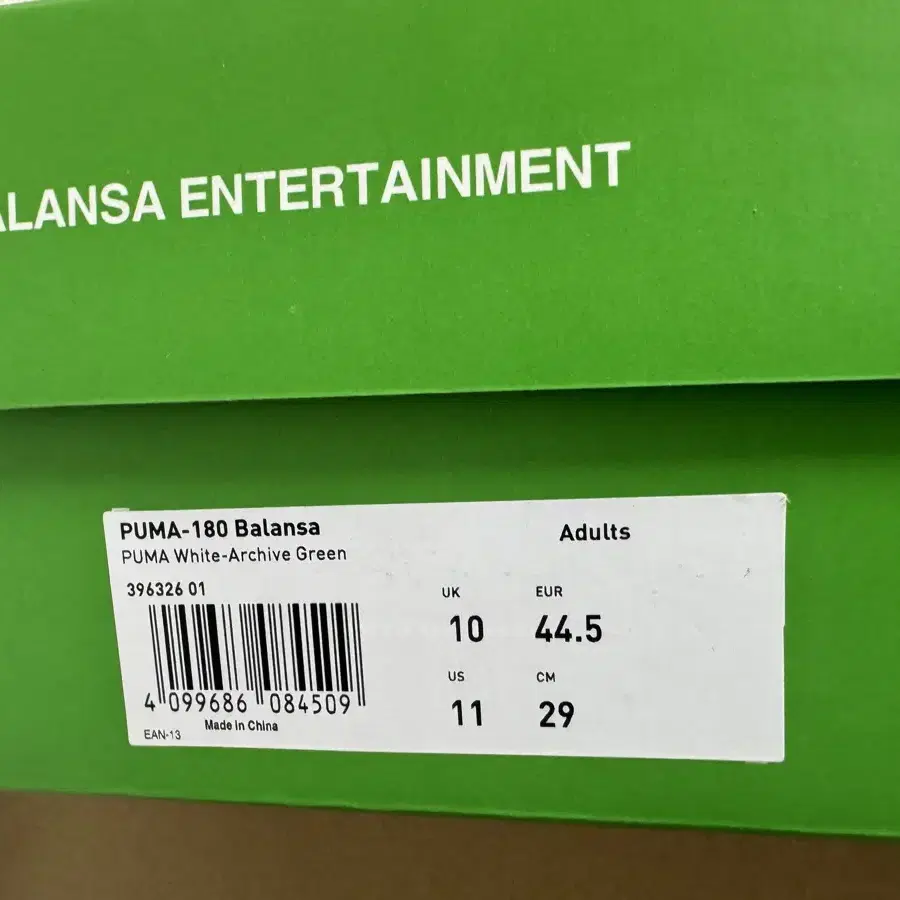 ALANSA ENTERTAINMENT
PUMA-180 Balansa
Adults
PUMA White-Archive Green
396326 01
UK
EUR
10
44.5
US
CM
11
29
4 099686 084509
Made in China
EAN-13